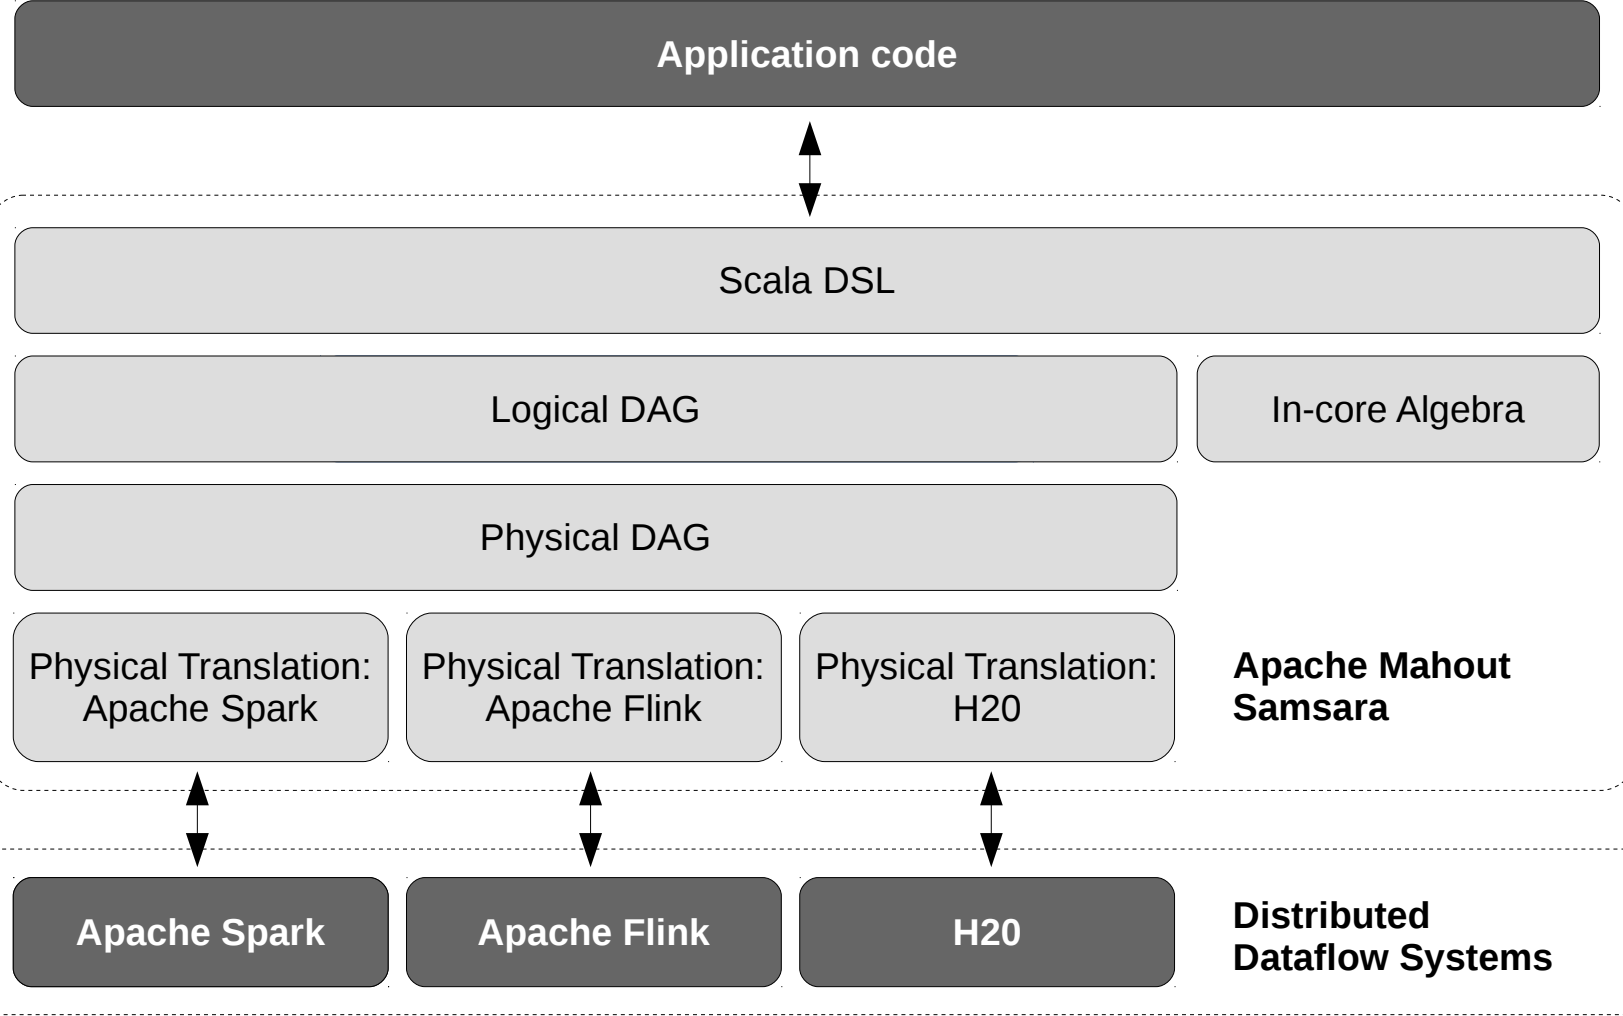 Application code
Scala DSL
Logical DAG
In-core Algebra
Physical DAG
Physical Translation:
Apache Spark
Physical Translation:
Apache Flink
Physical Translation:
H20
Apache Mahout
Samsara
Apache Spark
Apache Flink
H20
Distributed
Dataflow Systems